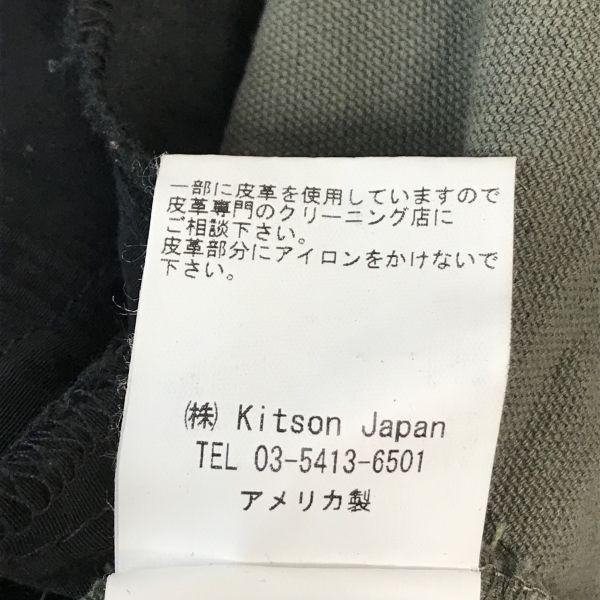 一部に皮革を使用していますので
皮革専門のクリーニング店に
ご相談下さい。
皮革部分にアイロンをかけないで
下さい。
㈱ Kitson Japan
TEL 03-5413-6501
アメリカ製